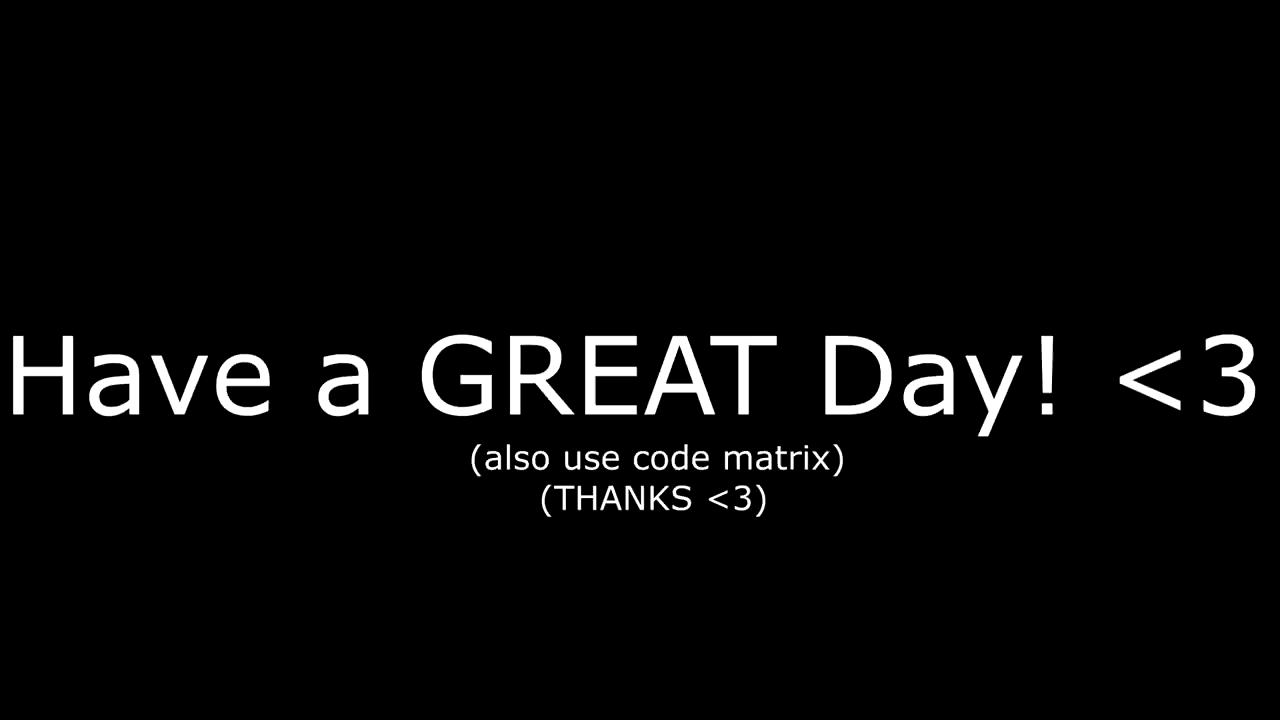 Have a GREAT Day! <3
(also use code matrix)
(THANKS <3)